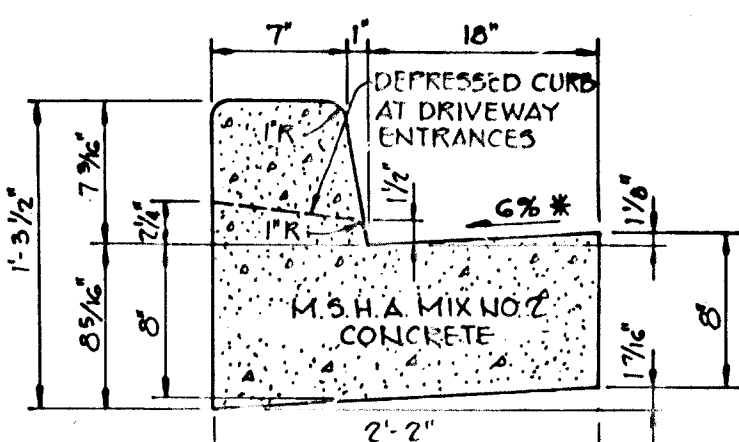 7" 1" 18"
DEPRESSED CURB
AT DRIVEWAY
ENTRANCES
1"R
1'-3 1/2"
7 3/16"
2 1/4"
1"R
1 1/2"
6% *
1 1/8"
8 5/16"
8"
M.S.H.A. MIX NO. 2
CONCRETE
1 7/16"
8"
2'-2"